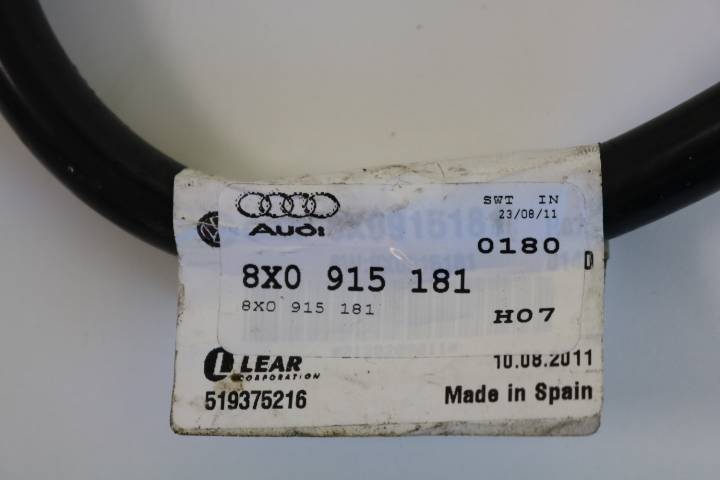 SWT IN
23/08/11
Audi
8X0915181
0180
D
8X0 915 181
8X0 915 181
H07
LEAR
CORPORATION
10.08.2011
519375216
Made in Spain